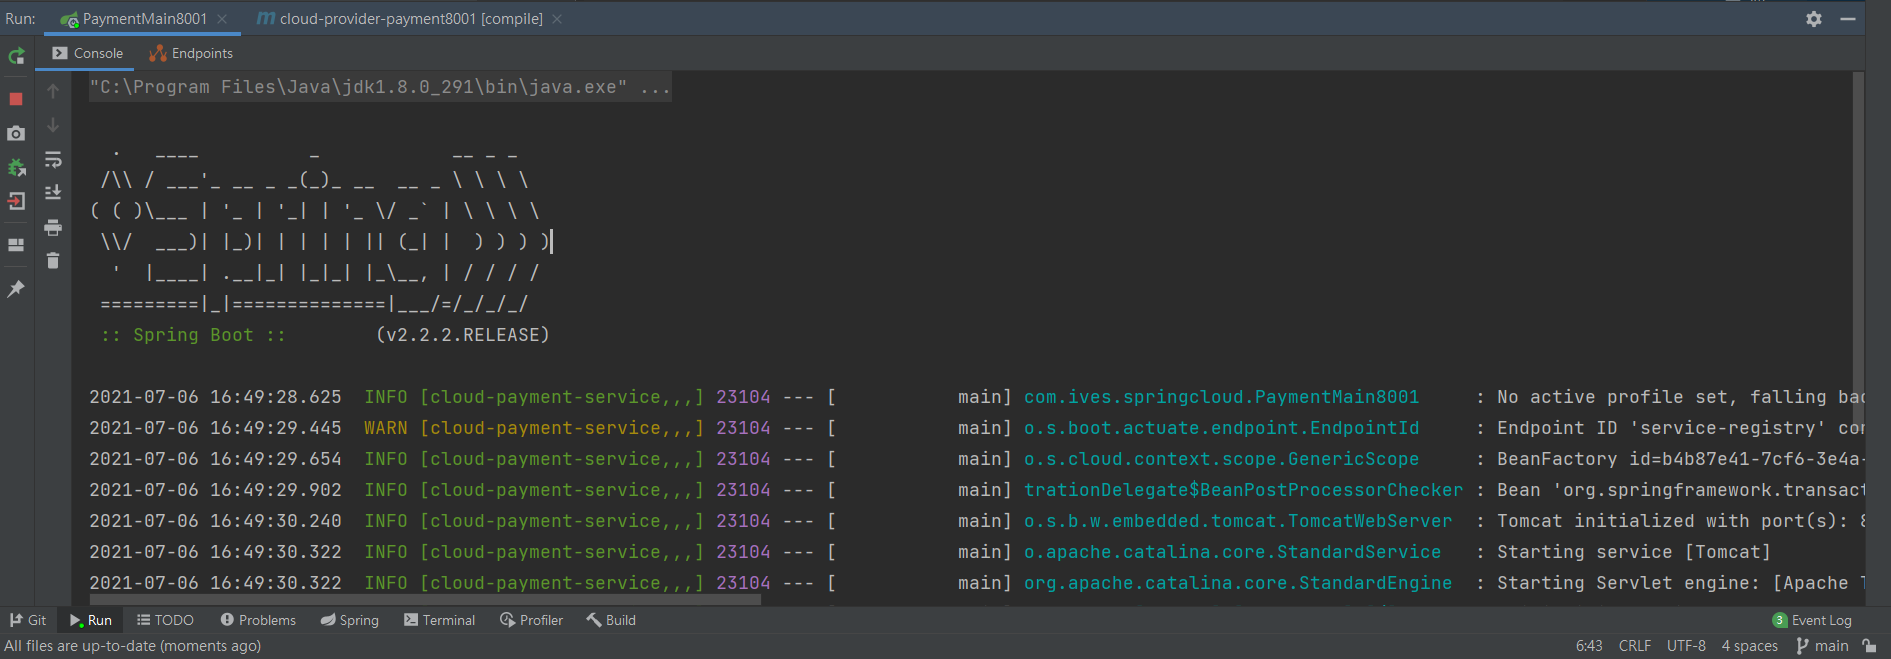 Run: PaymentMain8001 × m cloud-provider-payment8001 [compile] ×
Console Endpoints
"C:\Program Files\Java\jdk1.8.0_291\bin\java.exe" ...
  .   ____          _            __ _ _
 /\\ / ___'_ __ _ _(_)_ __  __ _ \ \ \ \
( ( )\___ | '_ | '_| | '_ \/ _` | \ \ \ \
 \\/  ___)| |_)| | | | | || (_| |  ) ) ) )
  '  |____| .__|_| |_|_| |_\__, | / / / /
 =========|_|==============|___/=/_/_/_/
 :: Spring Boot ::        (v2.2.2.RELEASE)
2021-07-06 16:49:28.625  INFO [cloud-payment-service,,,] 23104 --- [           main] com.ives.springcloud.PaymentMain8001     : No active profile set, falling bac
2021-07-06 16:49:29.445  WARN [cloud-payment-service,,,] 23104 --- [           main] o.s.boot.actuate.endpoint.EndpointId     : Endpoint ID 'service-registry' con
2021-07-06 16:49:29.654  INFO [cloud-payment-service,,,] 23104 --- [           main] o.s.cloud.context.scope.GenericScope     : BeanFactory id=b4b87e41-7cf6-3e4a-
2021-07-06 16:49:29.902  INFO [cloud-payment-service,,,] 23104 --- [           main] trationDelegate$BeanPostProcessorChecker : Bean 'org.springframework.transact
2021-07-06 16:49:30.240  INFO [cloud-payment-service,,,] 23104 --- [           main] o.s.b.w.embedded.tomcat.TomcatWebServer  : Tomcat initialized with port(s): 8
2021-07-06 16:49:30.322  INFO [cloud-payment-service,,,] 23104 --- [           main] o.apache.catalina.core.StandardService   : Starting service [Tomcat]
2021-07-06 16:49:30.322  INFO [cloud-payment-service,,,] 23104 --- [           main] org.apache.catalina.core.StandardEngine  : Starting Servlet engine: [Apache T
Git Run TODO Problems Spring Terminal Profiler Build 3 Event Log
All files are up-to-date (moments ago) 6:43 CRLF UTF-8 4 spaces main